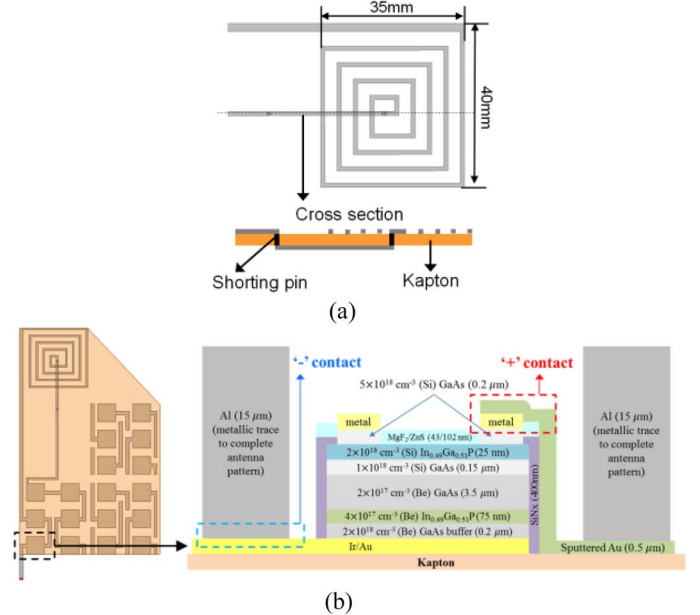 35mm
40mm
Cross section
Shorting pin
Kapton
(a)
'-' contact
'+' contact
5×10¹⁸ cm⁻³ (Si) GaAs (0.2 μm)
Al (15 μm)
(metallic trace
to complete
antenna
pattern)
metal
metal
MgF₂/ZnS (43/102 nm)
2×10¹⁸ cm⁻³ (Si) In₀.₄₉Ga₀.₅₁P (25 nm)
1×10¹⁸ cm⁻³ (Si) GaAs (0.15 μm)
2×10¹⁷ cm⁻³ (Be) GaAs (3.5 μm)
4×10¹⁷ cm⁻³ (Be) In₀.₄₉Ga₀.₅₁P (75 nm)
2×10¹⁸ cm⁻³ (Be) GaAs buffer (0.2 μm)
SiNx (400nm)
Al (15 μm)
(metallic trace
to complete
antenna
pattern)
Ir/Au
Sputtered Au (0.5 μm)
Kapton
(b)